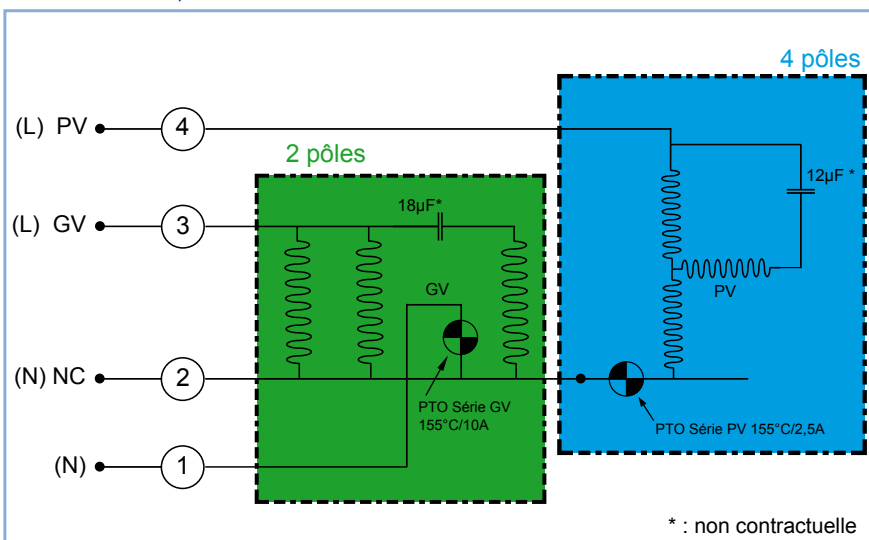 4 pôles
(L) PV
4
2 pôles
12µF *
18µF*
(L) GV
3
GV
PV
(N) NC
2
PTO Série GV
155°C/10A
PTO Série PV 155°C/2,5A
(N)
1
* : non contractuelle